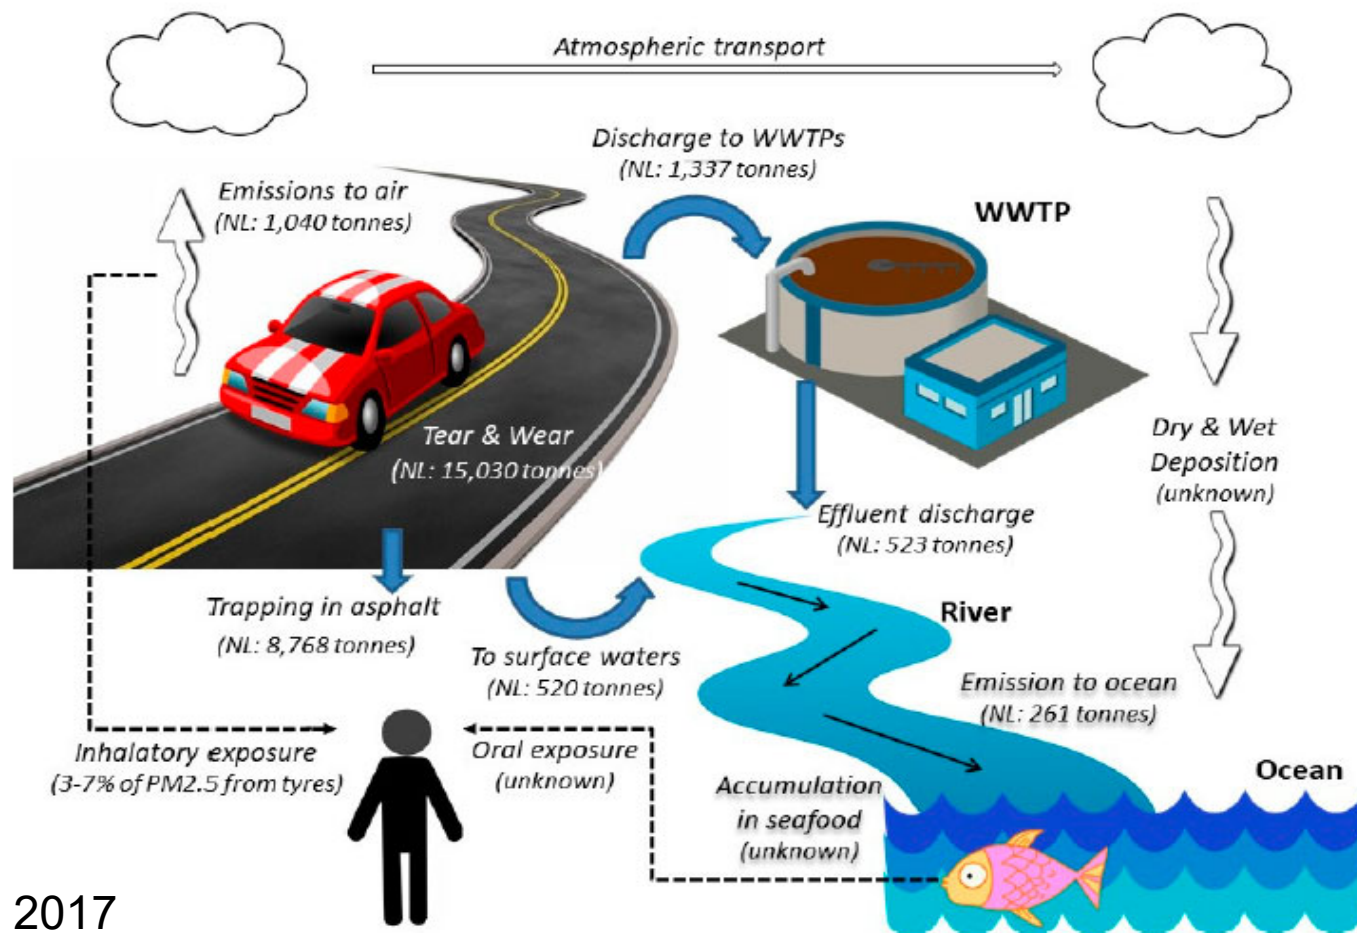 Atmospheric transport
Discharge to WWTPs
(NL: 1,337 tonnes)
Emissions to air
(NL: 1,040 tonnes)
WWTP
Tear & Wear
(NL: 15,030 tonnes)
Dry & Wet
Deposition
(unknown)
Effluent discharge
(NL: 523 tonnes)
Trapping in asphalt
(NL: 8,768 tonnes)
River
To surface waters
(NL: 520 tonnes)
Emission to ocean
(NL: 261 tonnes)
Inhalatory exposure
(3-7% of PM2.5 from tyres)
Oral exposure
(unknown)
Ocean
Accumulation
in seafood
(unknown)
2017